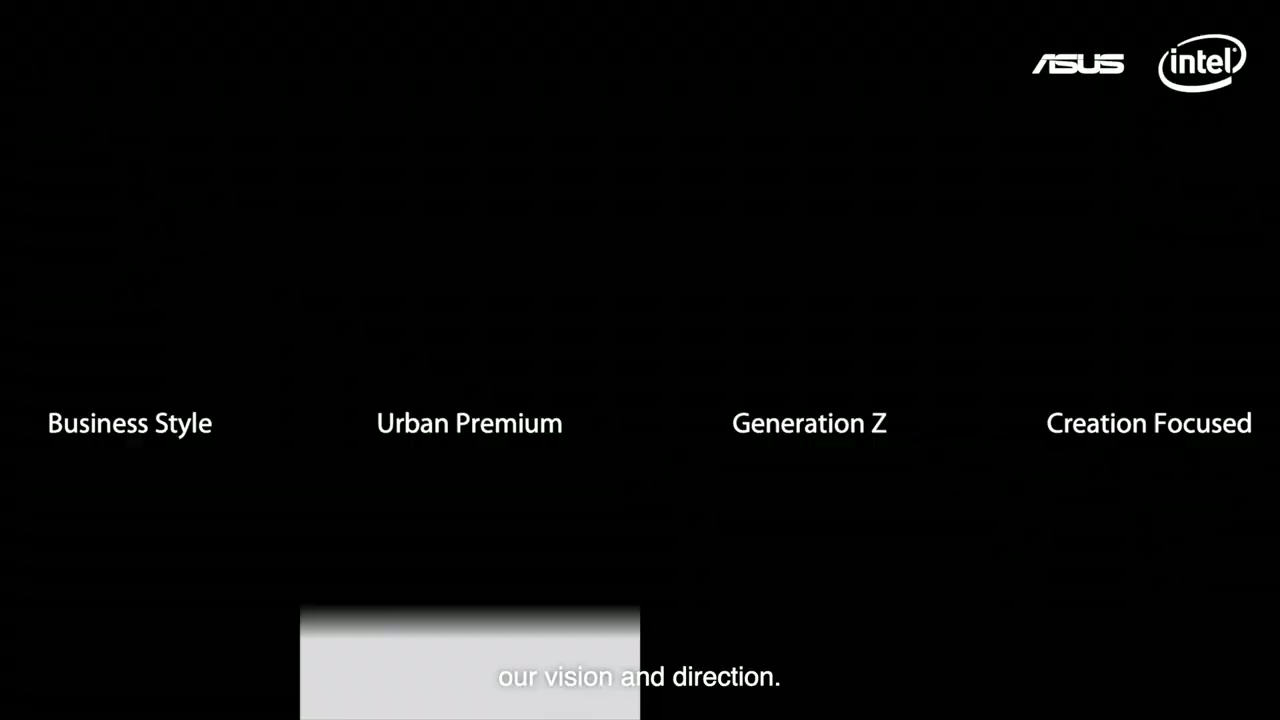 ASUS intel
Business Style Urban Premium Generation Z Creation Focused
our vision and direction.